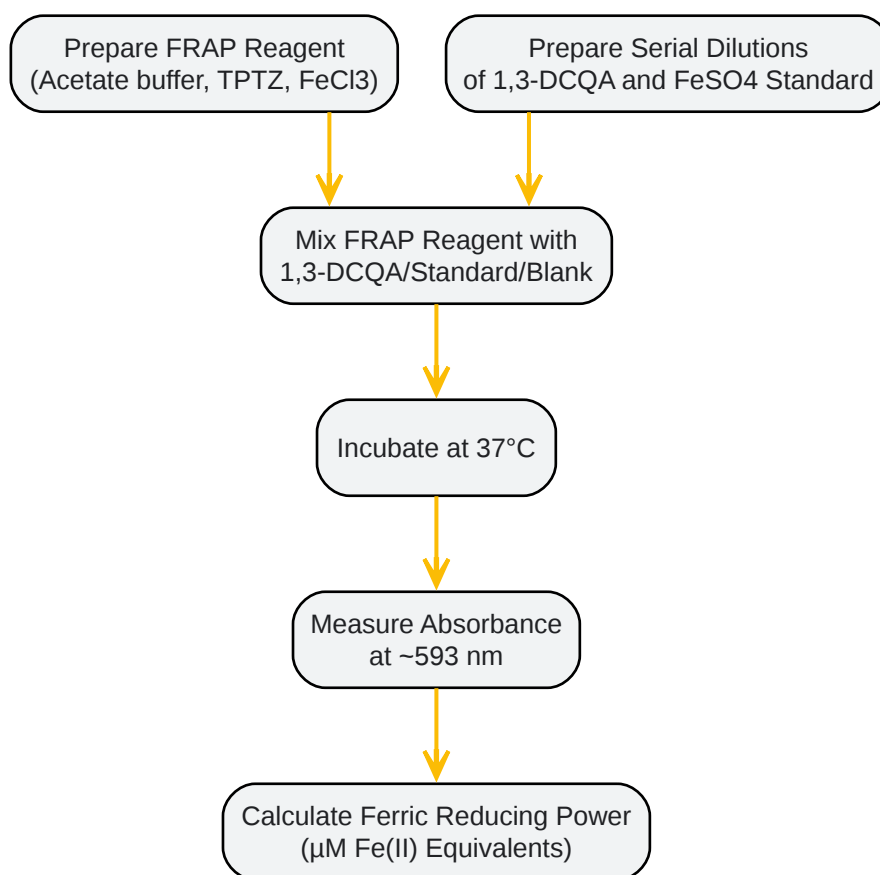 Prepare FRAP Reagent
(Acetate buffer, TPTZ, FeCl3)
Prepare Serial Dilutions
of 1,3-DCQA and FeSO4 Standard
Mix FRAP Reagent with
1,3-DCQA/Standard/Blank
Incubate at 37°C
Measure Absorbance
at ~593 nm
Calculate Ferric Reducing Power
(µM Fe(II) Equivalents)